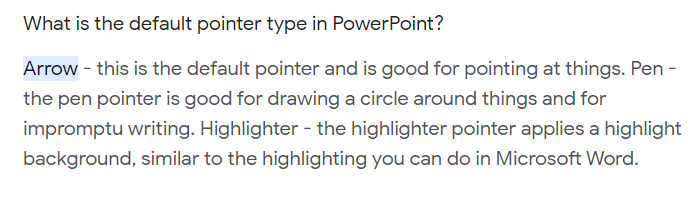 What is the default pointer type in PowerPoint?
Arrow - this is the default pointer and is good for pointing at things. Pen -
the pen pointer is good for drawing a circle around things and for
impromptu writing. Highlighter - the highlighter pointer applies a highlight
background, similar to the highlighting you can do in Microsoft Word.